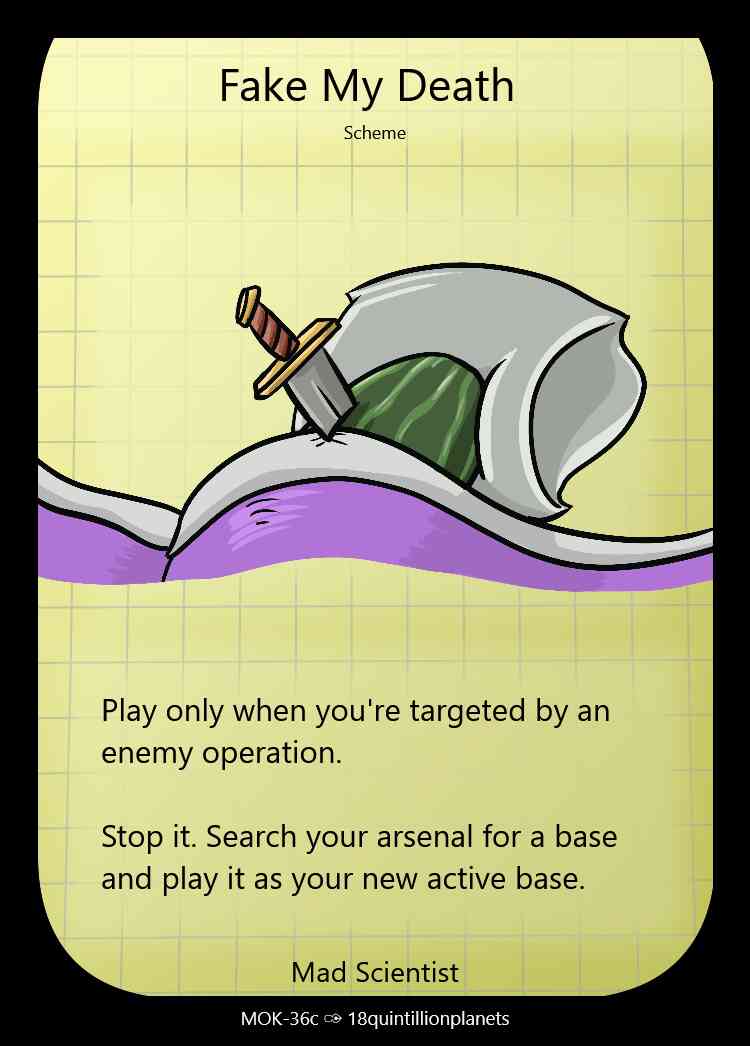 Fake My Death
Scheme
Play only when you're targeted by an
enemy operation.
Stop it. Search your arsenal for a base
and play it as your new active base.
Mad Scientist
MOK-36c ➩ 18quintillionplanets